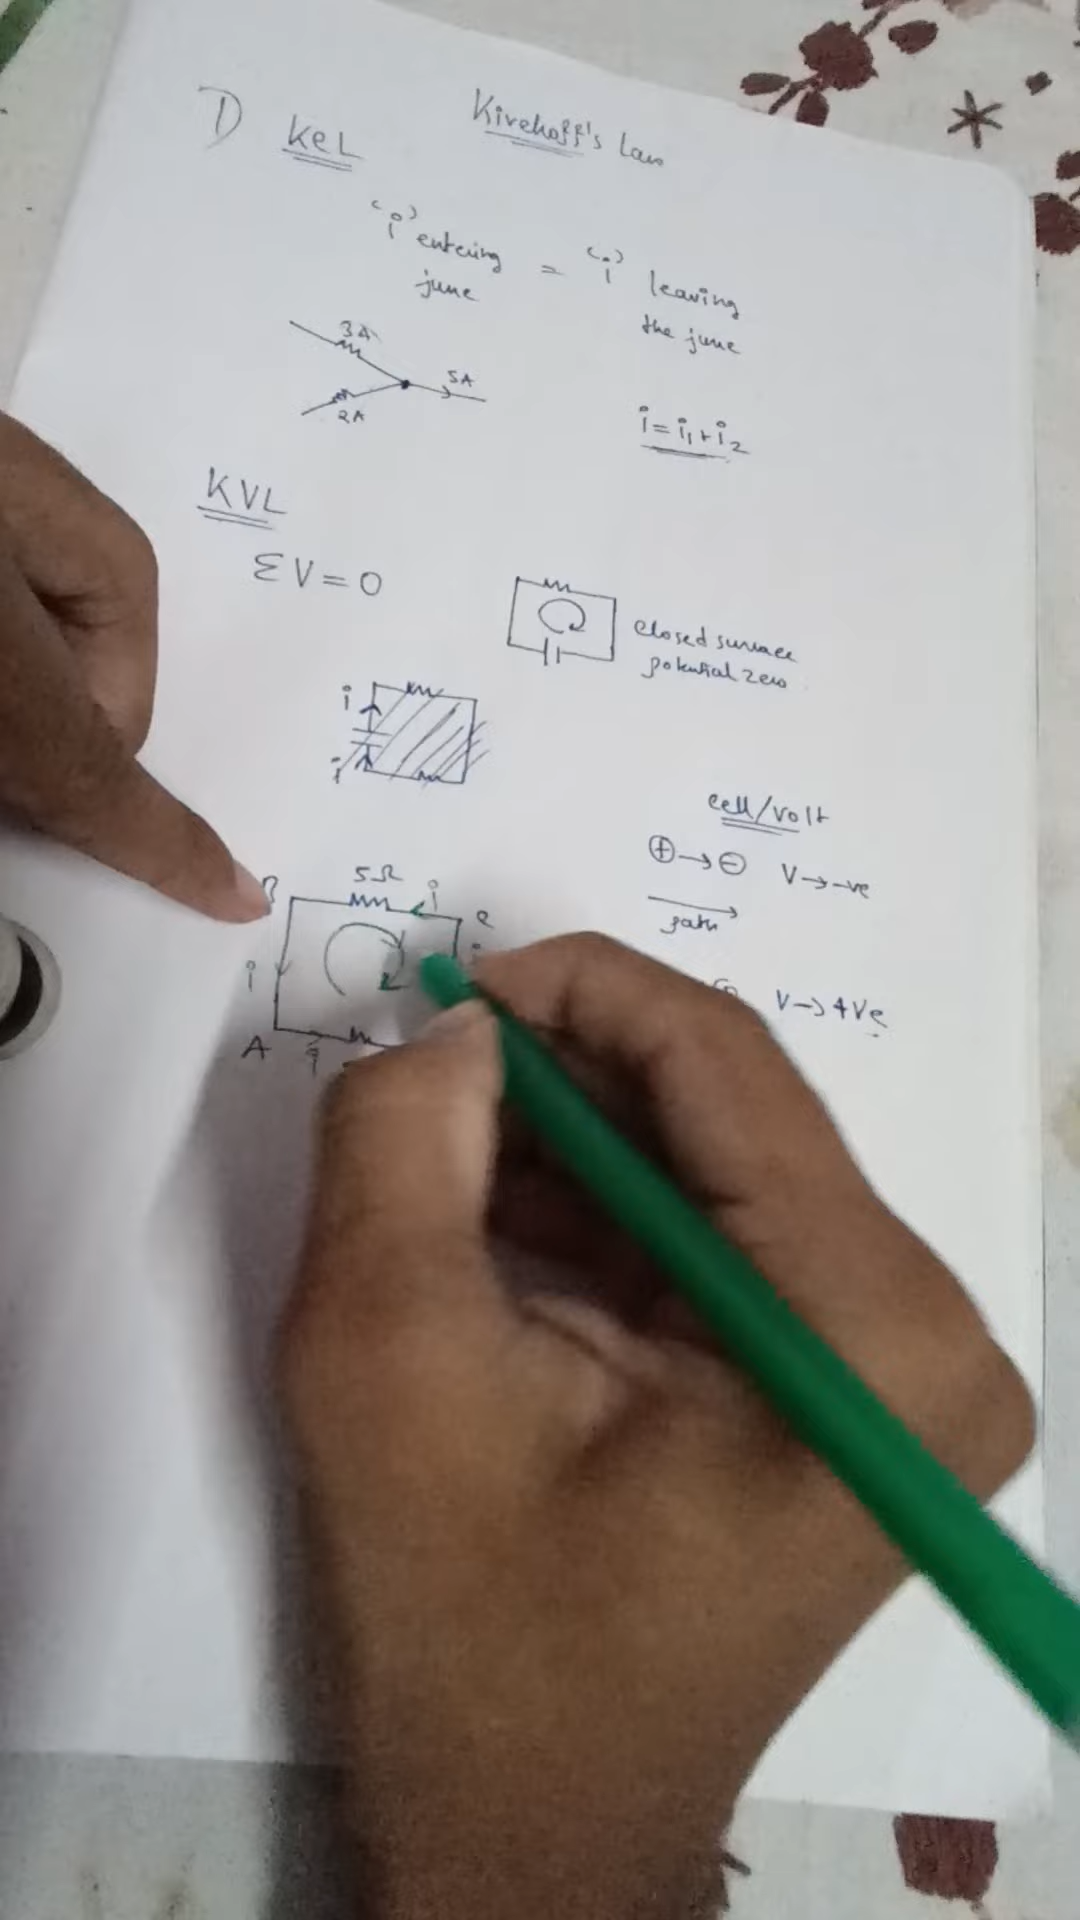 Kirchoff's Law
1) KCL
"i" entering = "i" leaving
junc the junc
3A
5A
2A
i = i₁ + i₂
KVL
ΣV = 0
closed surface
potential zero
i
i
cell/volt
⊕→⊖ V→-ve
path
5Ω i
B C
i
A i
V→+ve